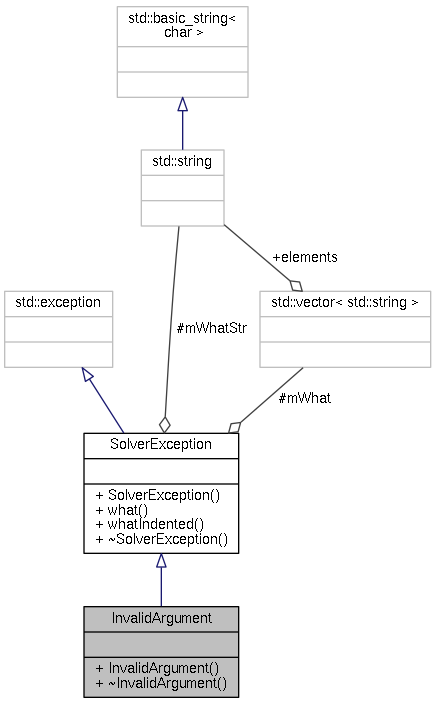 std::basic_string<
char >
std::string
+elements
std::exception
std::vector< std::string >
#mWhatStr
#mWhat
SolverException
+ SolverException()
+ what()
+ whatIndented()
+ ~SolverException()
InvalidArgument
+ InvalidArgument()
+ ~InvalidArgument()